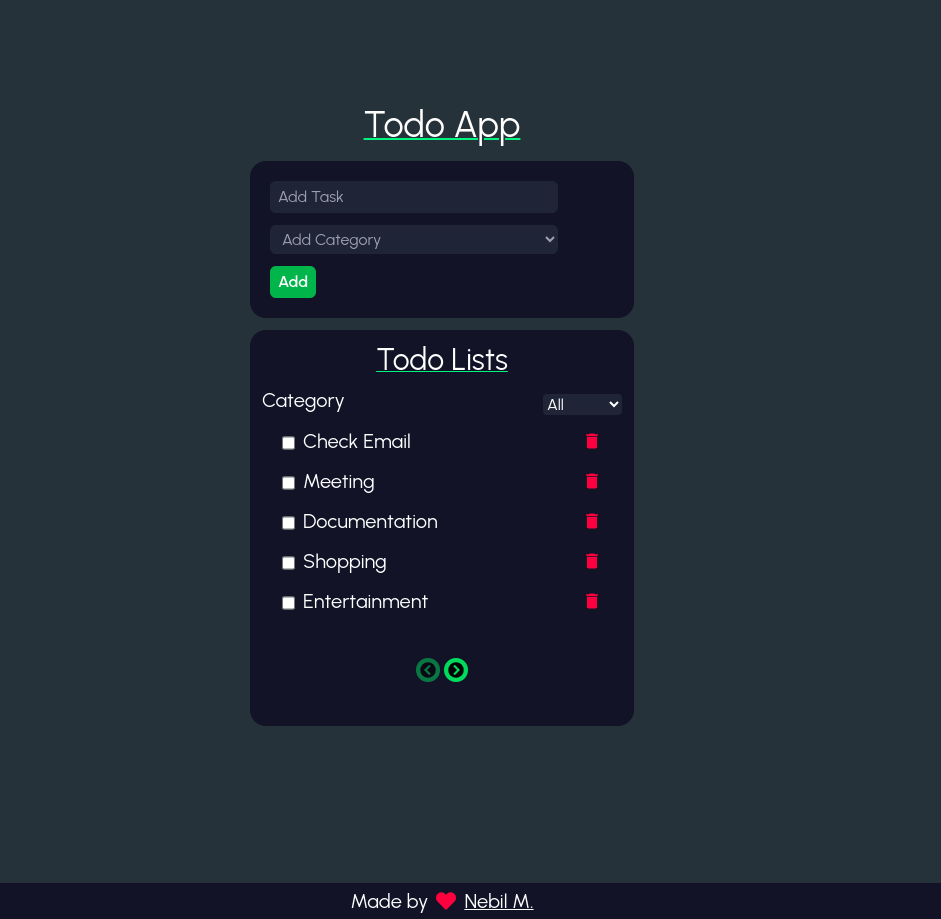 Todo App
Add Task
Add Category
Add
Todo Lists
Category All
Check Email
Meeting
Documentation
Shopping
Entertainment
Made by Nebil M.